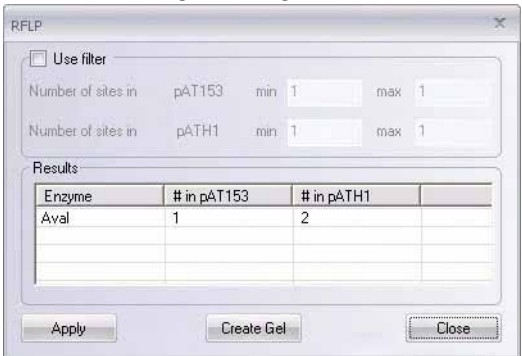 RFLP
Use filter
Number of sites in pAT153 min 1 max 1
Number of sites in pATH1 min 1 max 1
Results
Enzyme # in pAT153 # in pATH1
AvaI 1 2
Apply Create Gel Close